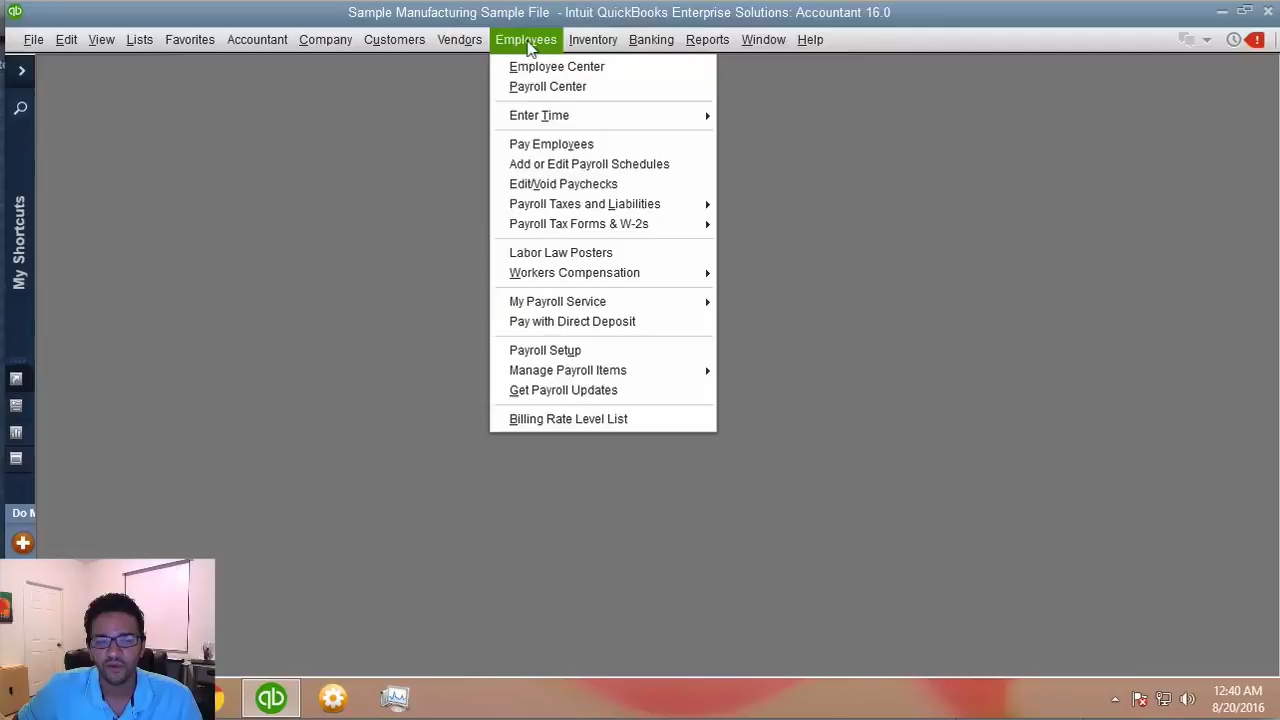 Sample Manufacturing Sample File - Intuit QuickBooks Enterprise Solutions: Accountant 16.0
File Edit View Lists Favorites Accountant Company Customers Vendors Employees Inventory Banking Reports Window Help
Employee Center
Payroll Center
Enter Time
Pay Employees
Add or Edit Payroll Schedules
Edit/Void Paychecks
Payroll Taxes and Liabilities
Payroll Tax Forms & W-2s
Labor Law Posters
Workers Compensation
My Payroll Service
Pay with Direct Deposit
Payroll Setup
Manage Payroll Items
Get Payroll Updates
Billing Rate Level List
My Shortcuts
Do M
qb
12:40 AM
8/20/2016